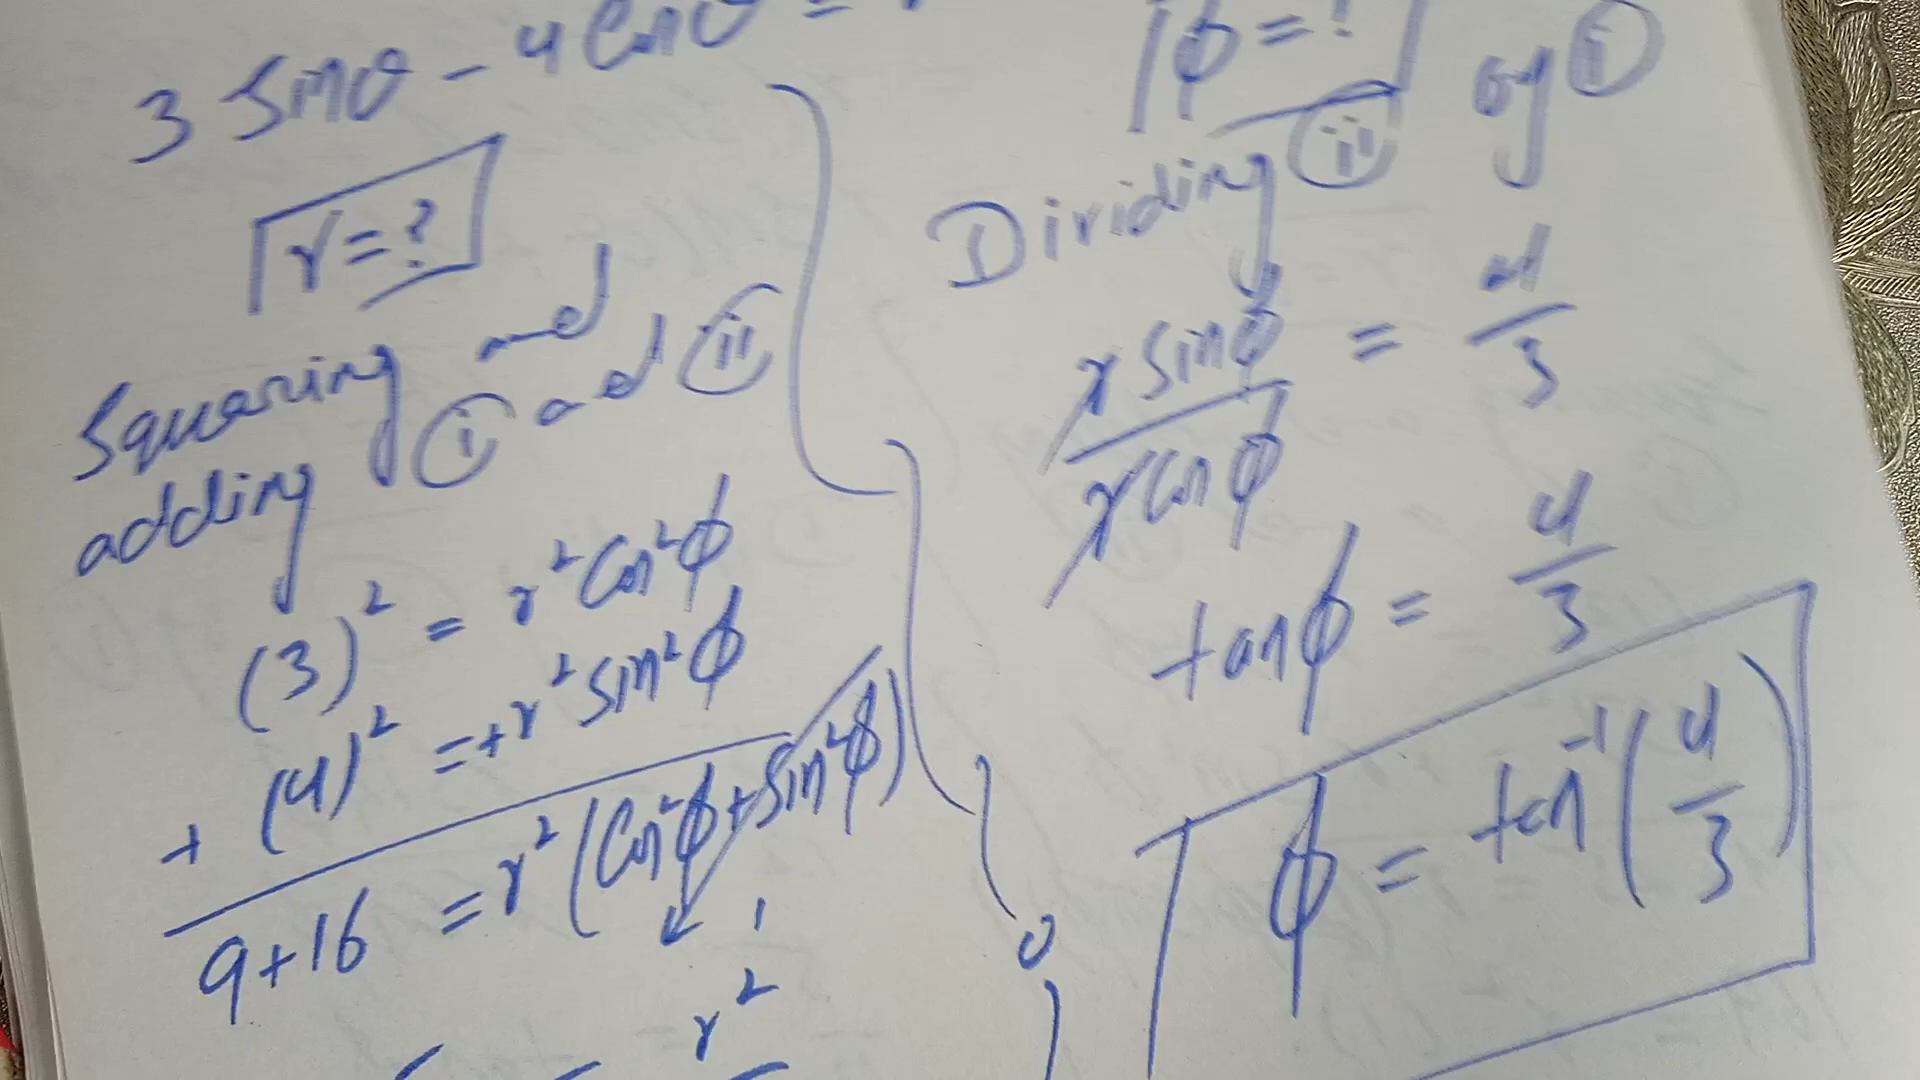 3 Sinθ - 4 Cosθ =
r = ?
Squaring and
adding (i) and (ii)
(3)² = r² Cos²φ
+ (4)² = + r² Sin²φ
9+16 = r² (Cos²φ + Sin²φ)
1
r²
φ = ?
Dividing (ii) by (i)
r Sinφ / r Cosφ = 4/3
tanφ = 4/3
φ = tan⁻¹(4/3)